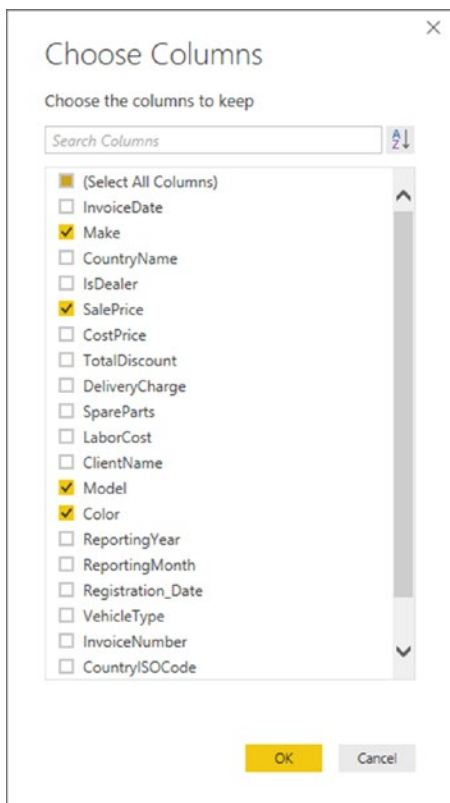 Choose Columns
Choose the columns to keep
Search Columns
(Select All Columns)
InvoiceDate
Make
CountryName
IsDealer
SalePrice
CostPrice
TotalDiscount
DeliveryCharge
SpareParts
LaborCost
ClientName
Model
Color
ReportingYear
ReportingMonth
Registration_Date
VehicleType
InvoiceNumber
CountryISOCode
OK Cancel